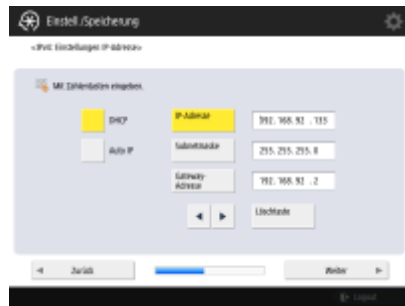 Einstell./Speicherung
<IPv4: Einstellungen IP-Adresse>
Mit Zahlentasten eingeben.
DHCP
IP-Adresse
192. 168. 92 . 133
Auto IP
Subnetmaske
255. 255. 255. 0
Gateway-
Adresse
192. 168. 92 . 2
Löschtaste
Zurück
Weiter
Logout